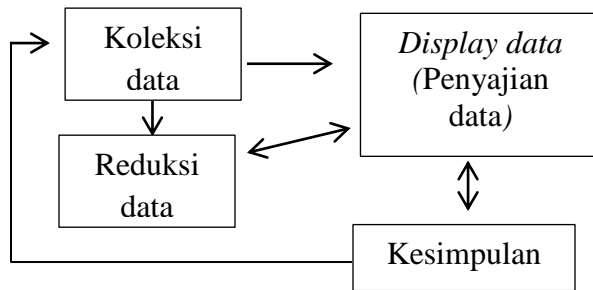 Koleksi
data
Display data
(Penyajian
data)
Reduksi
data
Kesimpulan